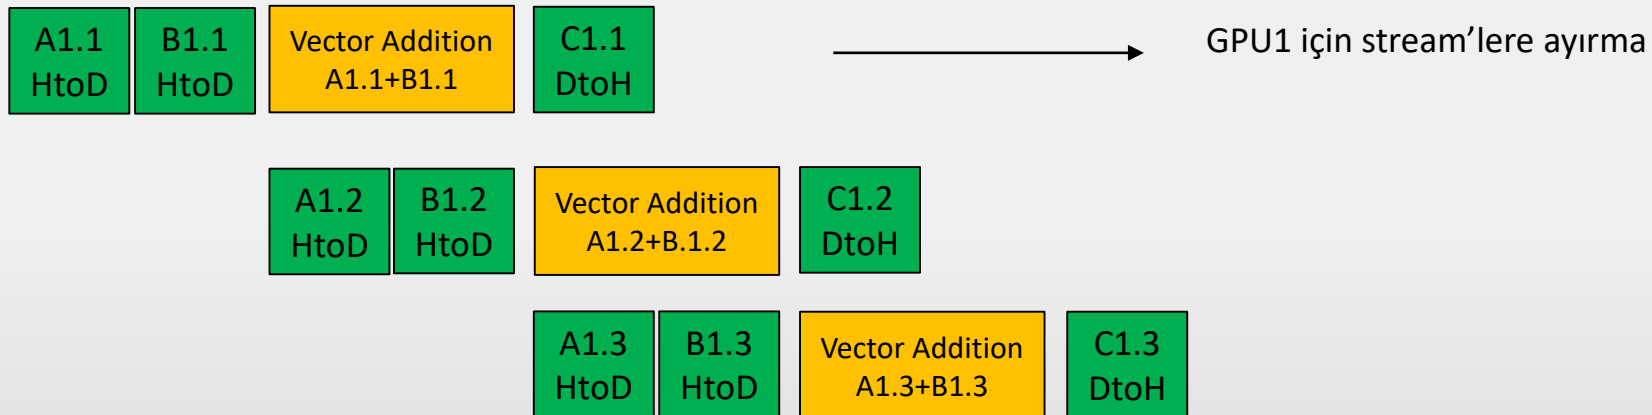 A1.1
HtoD
B1.1
HtoD
Vector Addition
A1.1+B1.1
C1.1
DtoH
GPU1 için stream’lere ayırma
A1.2
HtoD
B1.2
HtoD
Vector Addition
A1.2+B.1.2
C1.2
DtoH
A1.3
HtoD
B1.3
HtoD
Vector Addition
A1.3+B1.3
C1.3
DtoH